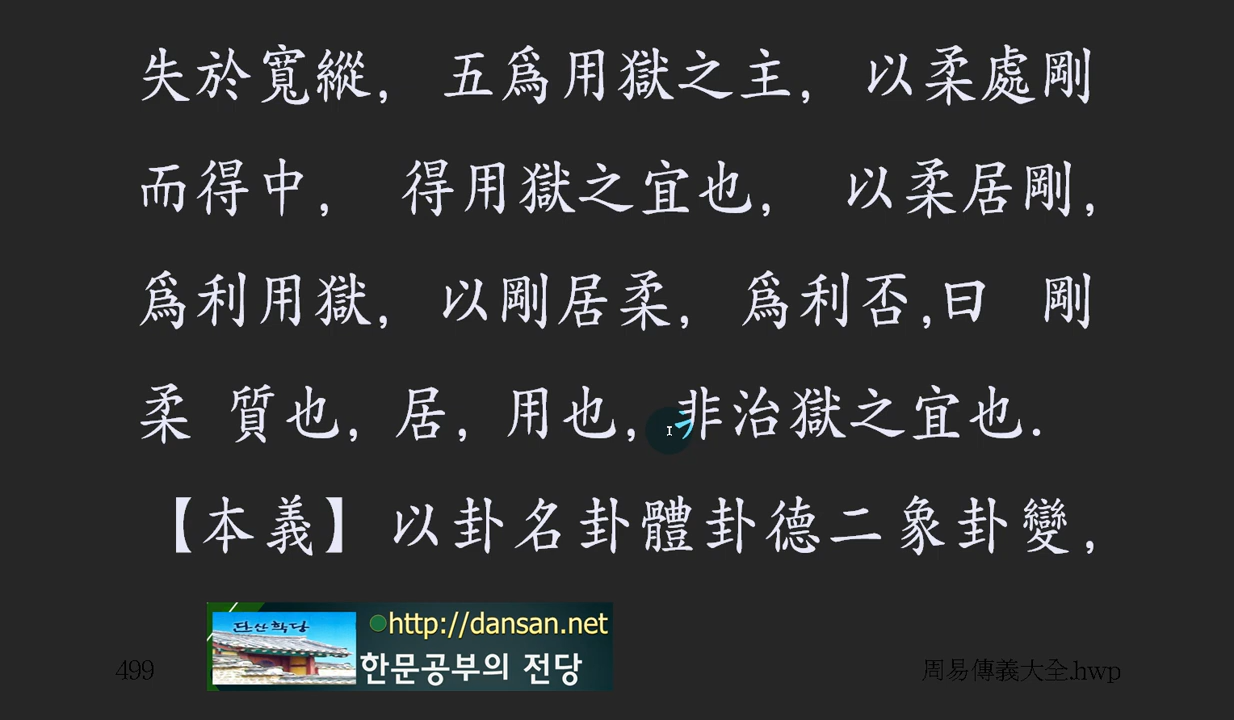 失於寬縱, 五爲用獄之主, 以柔處剛
而得中, 得用獄之宜也, 以柔居剛,
爲利用獄, 以剛居柔, 爲利否,曰 剛
柔 質也, 居, 用也, 非治獄之宜也.
【本義】 以卦名卦體卦德二象卦變,
단산학당
http://dansan.net
한문공부의 전당
499
周易傳義大全.hwp